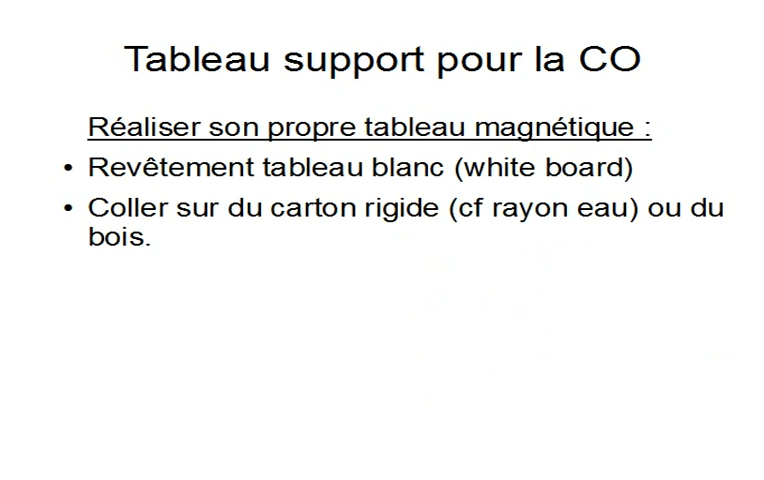 Tableau support pour la CO
Réaliser son propre tableau magnétique :
• Revêtement tableau blanc (white board)
• Coller sur du carton rigide (cf rayon eau) ou du
bois.